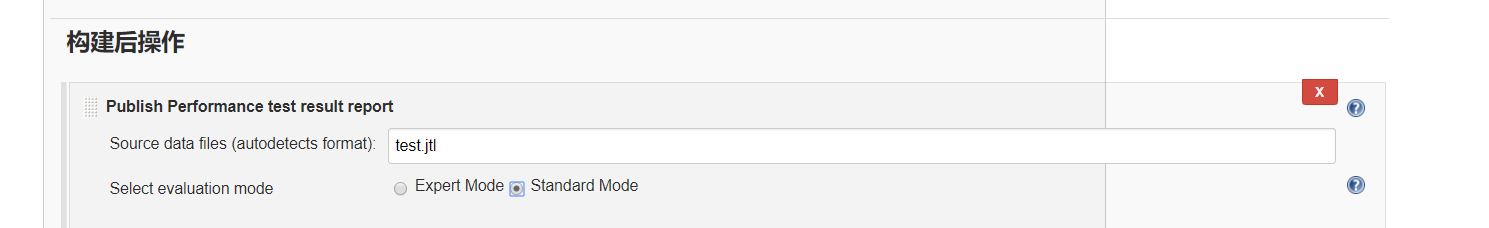 构建后操作
Publish Performance test result report
X
?
Source data files (autodetects format): test.jtl
Select evaluation mode Expert Mode Standard Mode
?